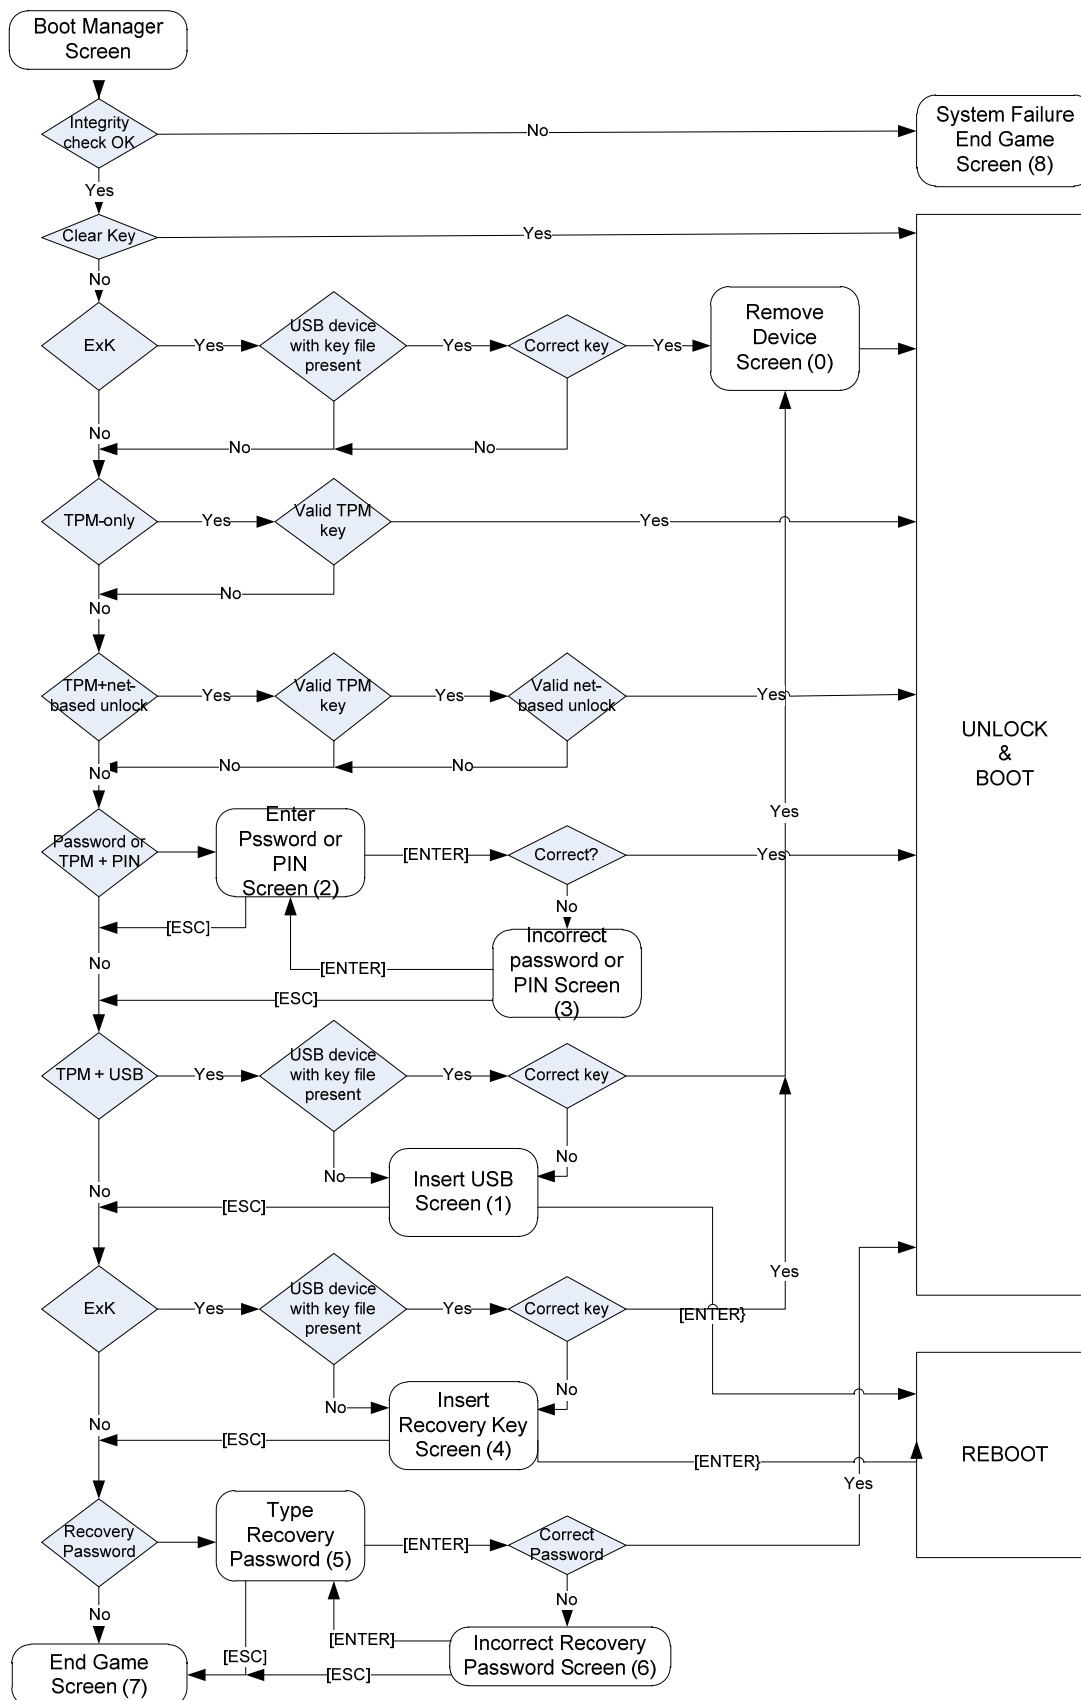 Boot Manager
Screen
Integrity
check OK
No
System Failure
End Game
Screen (8)
Yes
Clear Key
Yes
No
ExK
Yes
USB device
with key file
present
Yes
Correct key
Yes
Remove
Device
Screen (0)
No
No
No
TPM-only
Yes
Valid TPM
key
Yes
No
No
TPM+net-
based unlock
Yes
Valid TPM
key
Yes
Valid net-
based unlock
Yes
UNLOCK
&
BOOT
No
No
No
Password or
TPM + PIN
Enter
Pssword or
PIN
Screen (2)
[ENTER]
Correct?
Yes
Yes
No
[ESC]
Incorrect
password or
PIN Screen
(3)
[ENTER]
No
[ESC]
TPM + USB
Yes
USB device
with key file
present
Yes
Correct key
No
No
Insert USB
Screen (1)
No
[ESC]
Yes
ExK
Yes
USB device
with key file
present
Yes
Correct key
[ENTER}
No
No
Insert
Recovery Key
Screen (4)
No
[ESC]
[ENTER}
REBOOT
Yes
Recovery
Password
Type
Recovery
Password (5)
[ENTER]
Correct
Password
No
No
[ENTER]
Incorrect Recovery
Password Screen (6)
[ESC]
[ESC]
End Game
Screen (7)